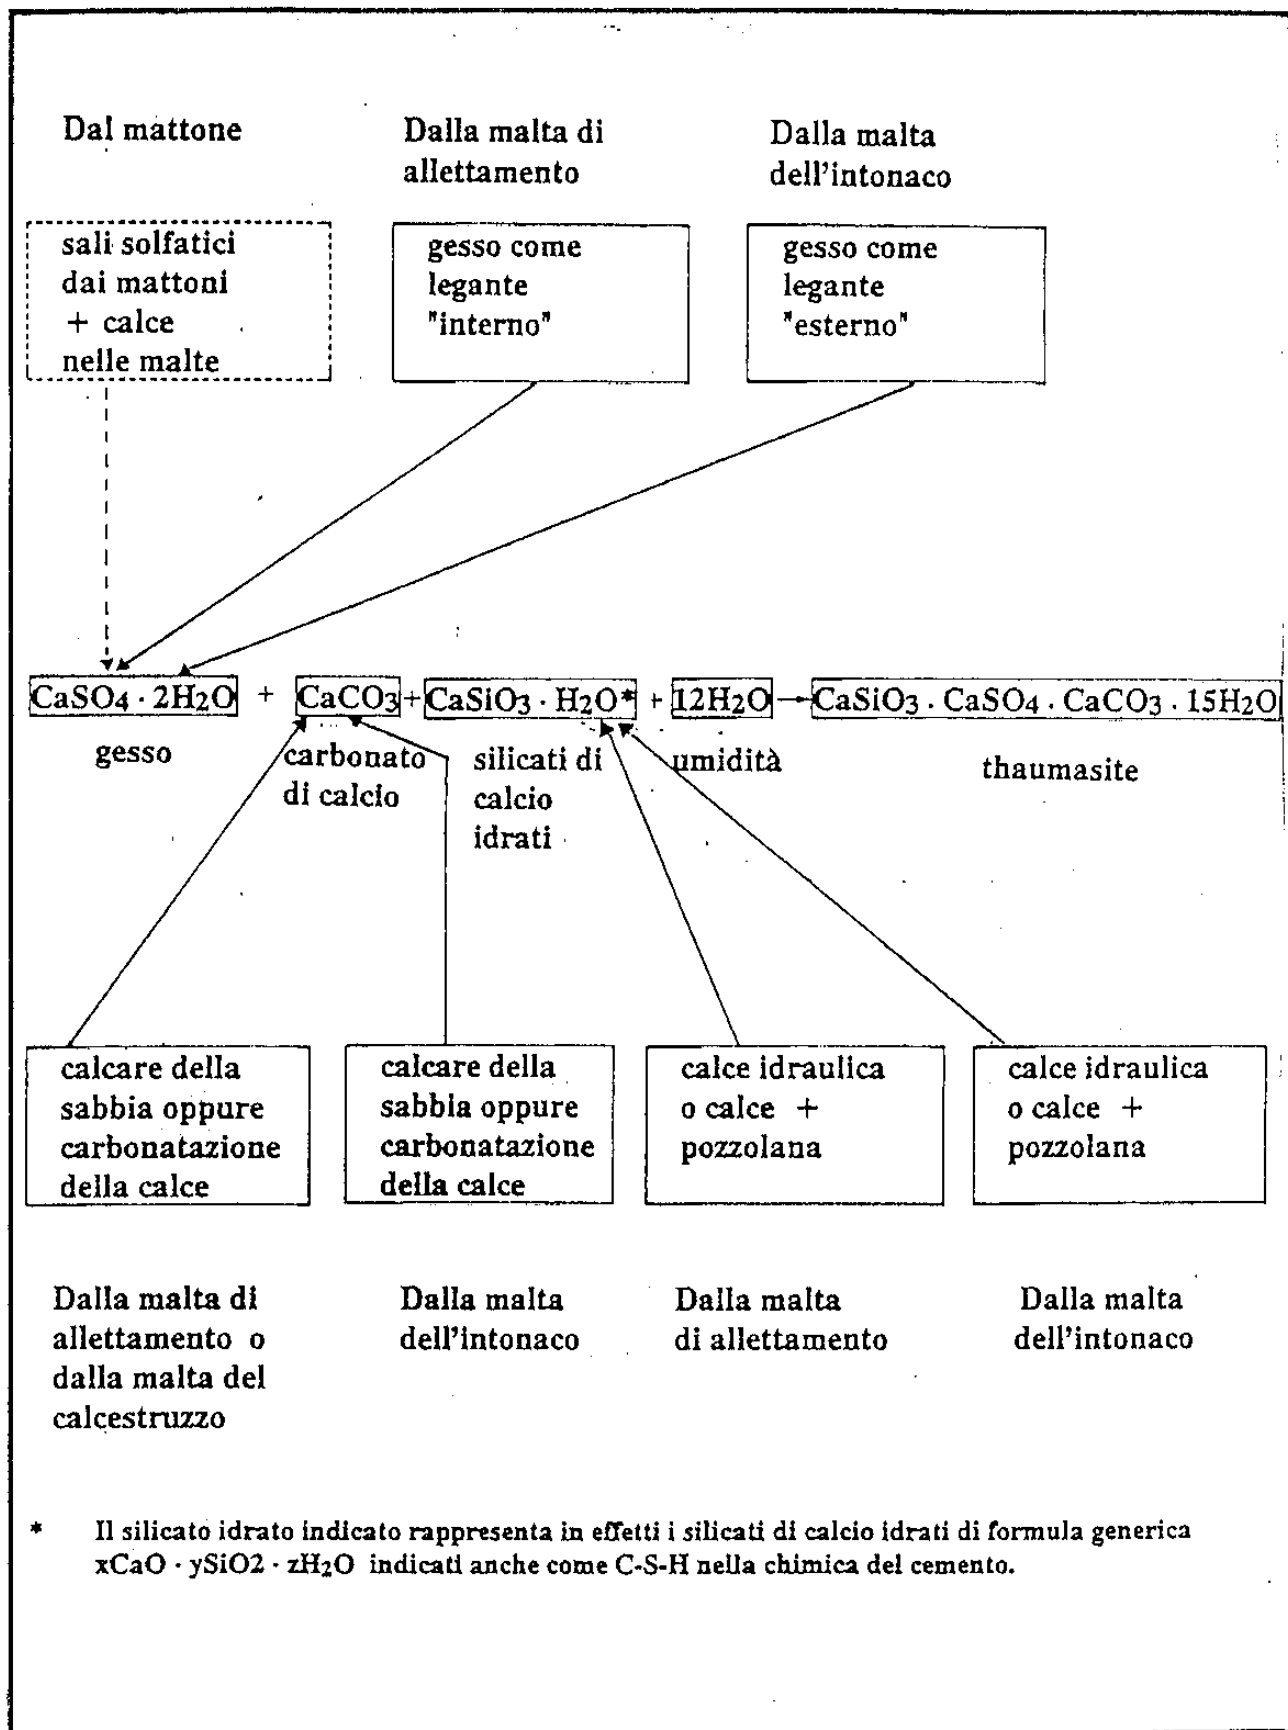 Dal mattone
Dalla malta di
allettamento
Dalla malta
dell'intonaco
sali solfatici
dai mattoni
+ calce
nelle malte
gesso come
legante
"interno"
gesso come
legante
"esterno"
CaSO4 · 2H2O + CaCO3 + CaSiO3 · H2O* + 12H2O → CaSiO3 . CaSO4 . CaCO3 . 15H2O
gesso
carbonato
di calcio
silicati di
calcio
idrati
umidità
thaumasite
calcare della
sabbia oppure
carbonatazione
della calce
calcare della
sabbia oppure
carbonatazione
della calce
calce idraulica
o calce +
pozzolana
calce idraulica
o calce +
pozzolana
Dalla malta di
allettamento o
dalla malta del
calcestruzzo
Dalla malta
dell'intonaco
Dalla malta
di allettamento
Dalla malta
dell'intonaco
* Il silicato idrato indicato rappresenta in effetti i silicati di calcio idrati di formula generica
xCaO · ySiO2 · zH2O indicati anche come C-S-H nella chimica del cemento.